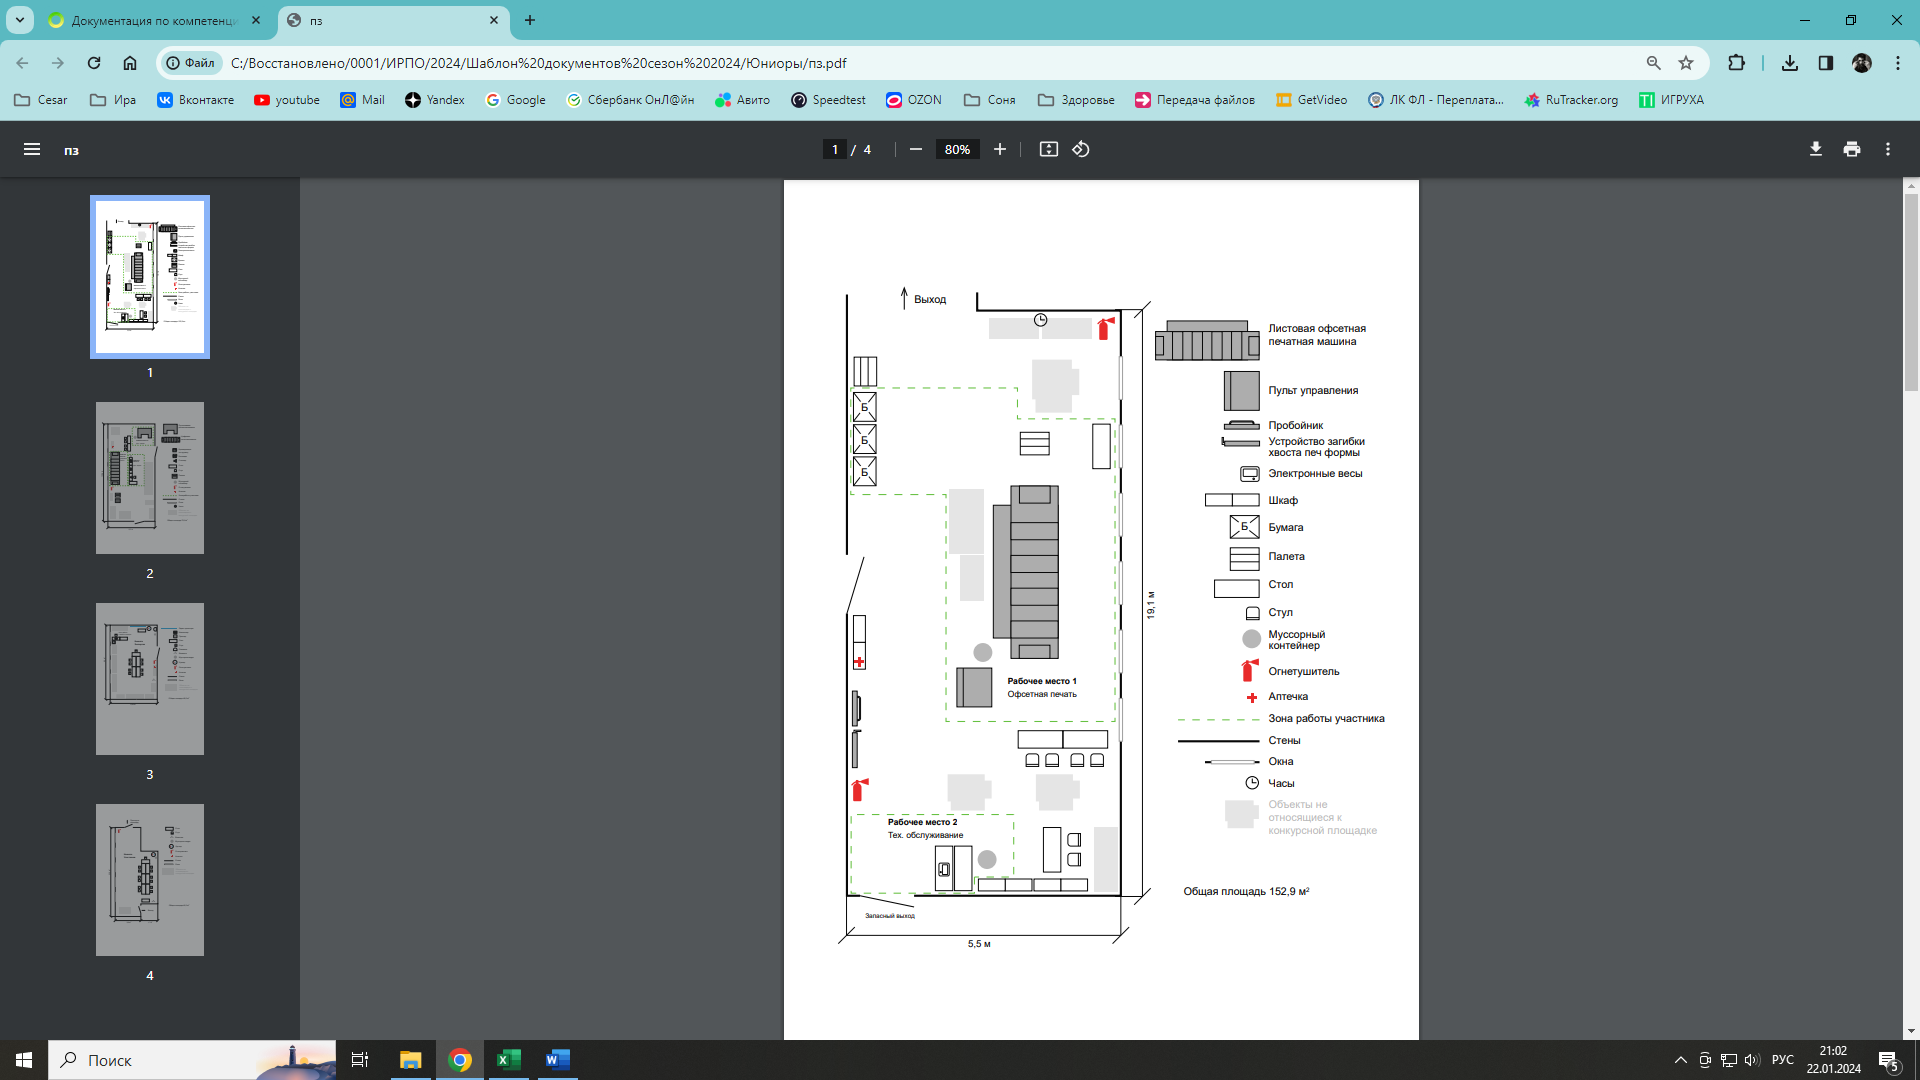 Документация по компетенци
пз
Файл
C:/Восстановлено/0001/ИРПО/2024/Шаблон%20документов%20сезон%202024/Юниоры/пз.pdf
Cesar
Ира
Вконтакте
youtube
Mail
Yandex
Google
Сбербанк ОнЛ@йн
Авито
Speedtest
OZON
Соня
Здоровье
Передача файлов
GetVideo
ЛК ФЛ - Переплата...
RuTracker.org
ИГРУХА
пз
1 / 4
80%
1
2
3
4
Выход
Б
Б
Б
19,1 м
Рабочее место 1
Офсетная печать
Рабочее место 2
Тех. обслуживание
Запасный выход
5,5 м
Листовая офсетная
печатная машина
Пульт управления
Пробойник
Устройство загибки
хвоста печ формы
Электронные весы
Шкаф
Б
Бумага
Палета
Стол
Стул
Муссорный
контейнер
Огнетушитель
Аптечка
Зона работы участника
Стены
Окна
Часы
Объекты не
относящиеся к
конкурсной площадке
Общая площадь 152,9 м²
Поиск
РУС
21:02
22.01.2024
5